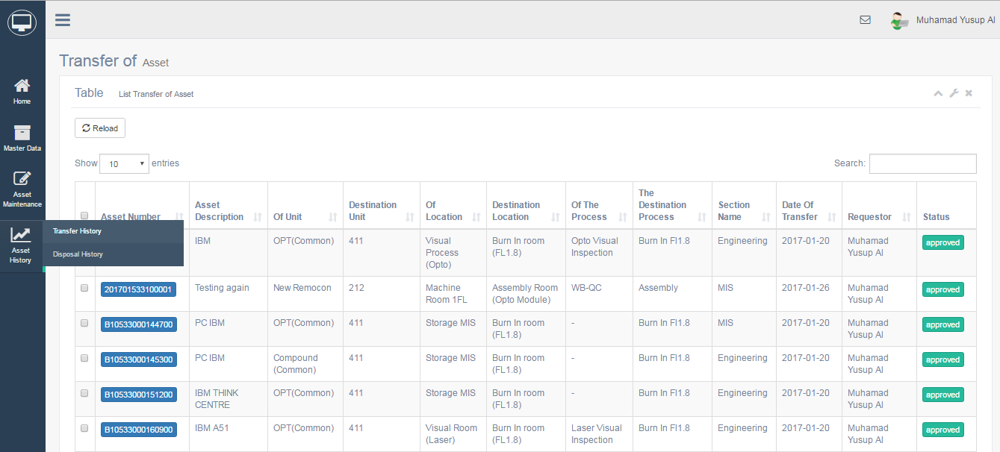 Muhamad Yusup Al
Home
Master Data
Asset
Maintenance
Asset
History
Transfer History
Disposal History
Transfer of Asset
Table List Transfer of Asset
Reload
Show 10 entries
Search:
Asset Number
Asset
Description
Of Unit
Destination
Unit
Of
Location
Destination
Location
Of The
Process
The
Destination
Process
Section
Name
Date Of
Transfer
Requestor
Status
IBM
OPT(Common)
411
Visual
Process
(Opto)
Burn In room
(FL1.8)
Opto Visual
Inspection
Burn In Fl1.8
Engineering
2017-01-20
Muhamad
Yusup Al
approved
201701533100001
Testing again
New Remocon
212
Machine
Room 1FL
Assembly Room
(Opto Module)
WB-QC
Assembly
MIS
2017-01-26
Muhamad
Yusup Al
approved
B10533000144700
PC IBM
OPT(Common)
411
Storage MIS
Burn In room
(FL1.8)
-
Burn In Fl1.8
MIS
2017-01-20
Muhamad
Yusup Al
approved
B10533000145300
PC IBM
Compound
(Common)
411
Storage MIS
Burn In room
(FL1.8)
-
Burn In Fl1.8
Engineering
2017-01-20
Muhamad
Yusup Al
approved
B10533000151200
IBM THINK
CENTRE
OPT(Common)
411
Storage MIS
Burn In room
(FL1.8)
-
Burn In Fl1.8
Engineering
2017-01-20
Muhamad
Yusup Al
approved
B10533000160900
IBM A51
OPT(Common)
411
Visual Room
(Laser)
Burn In room
(FL1.8)
Laser Visual
Inspection
Burn In Fl1.8
Engineering
2017-01-20
Muhamad
Yusup Al
approved